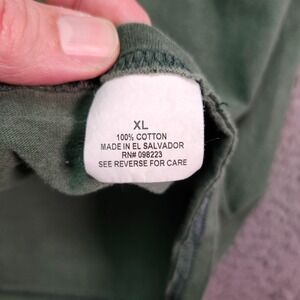 XL
100% COTTON
MADE IN EL SALVADOR
RN# 098223
SEE REVERSE FOR CARE